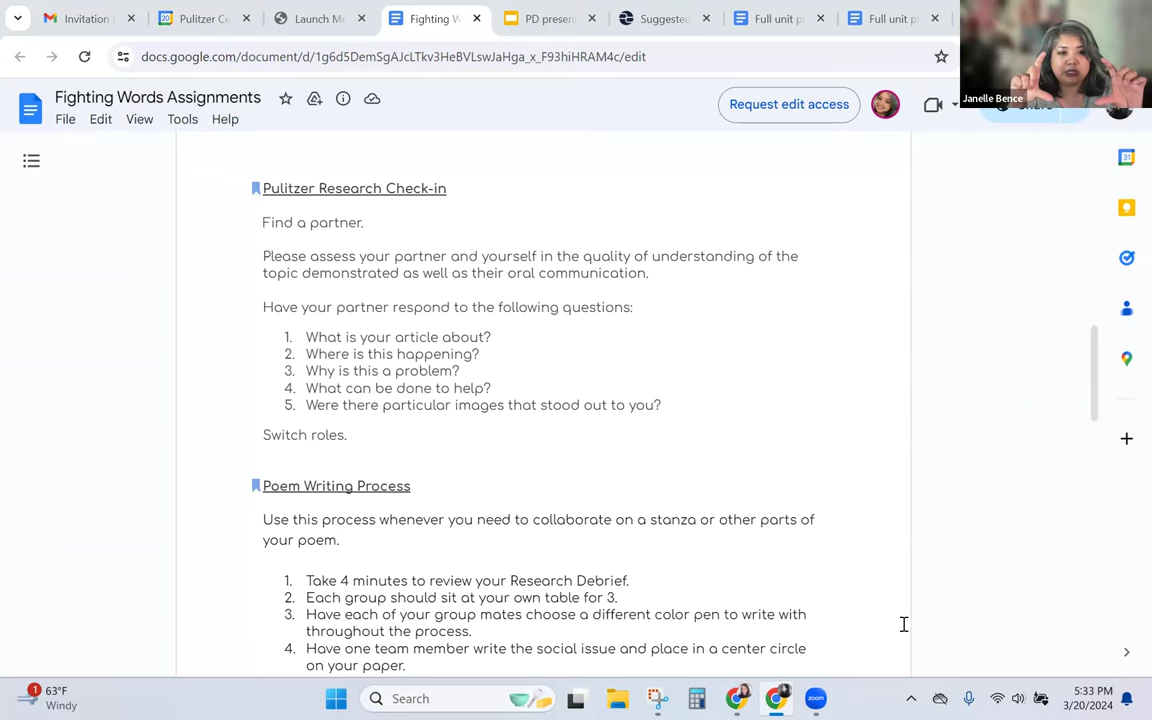 Invitation
Pulitzer Ce
Launch Me
Fighting W
PD presen
Suggested
Full unit p
Full unit p
docs.google.com/document/d/1g6d5DemSgAJcLTkv3HeBVLswJaHga_x_F93hiHRAM4c/edit
Janelle Bence
Fighting Words Assignments
Request edit access
File Edit View Tools Help
Pulitzer Research Check-in
Find a partner.
Please assess your partner and yourself in the quality of understanding of the
topic demonstrated as well as their oral communication.
Have your partner respond to the following questions:
1. What is your article about?
2. Where is this happening?
3. Why is this a problem?
4. What can be done to help?
5. Were there particular images that stood out to you?
Switch roles.
Poem Writing Process
Use this process whenever you need to collaborate on a stanza or other parts of
your poem.
1. Take 4 minutes to review your Research Debrief.
2. Each group should sit at your own table for 3.
3. Have each of your group mates choose a different color pen to write with
throughout the process.
4. Have one team member write the social issue and place in a center circle
on your paper.
1
63°F
Windy
Search
zoom
5:33 PM
3/20/2024